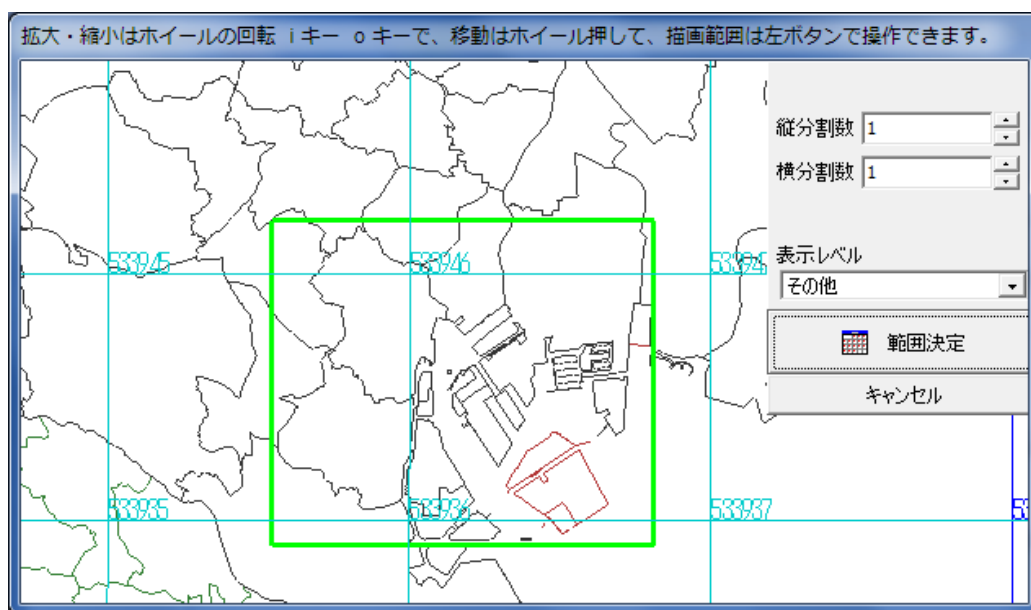 拡大・縮小はホイールの回転 i キー o キーで、移動はホイール押して、描画範囲は左ボタンで操作できます。
縦分割数 1
横分割数 1
表示レベル
その他
範囲決定
キャンセル
533945
533946
533935
533936
533937